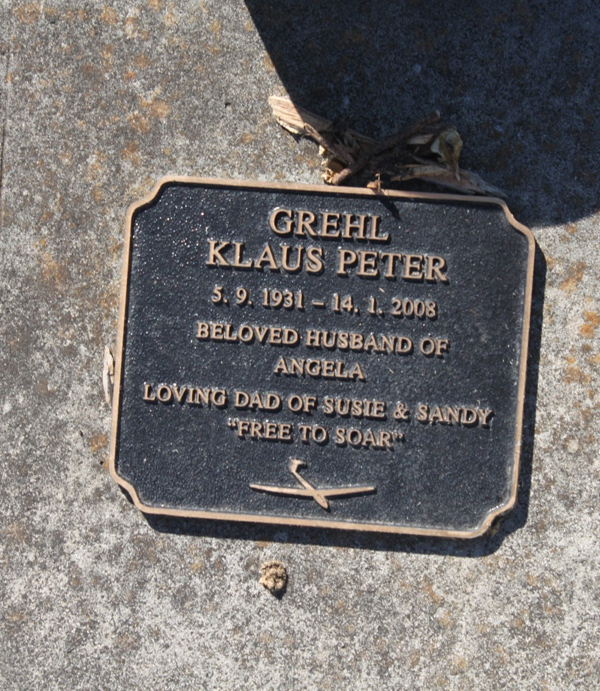 GREHL
KLAUS PETER
5. 9. 1931 – 14. 1. 2008
BELOVED HUSBAND OF
ANGELA
LOVING DAD OF SUSIE & SANDY
"FREE TO SOAR"